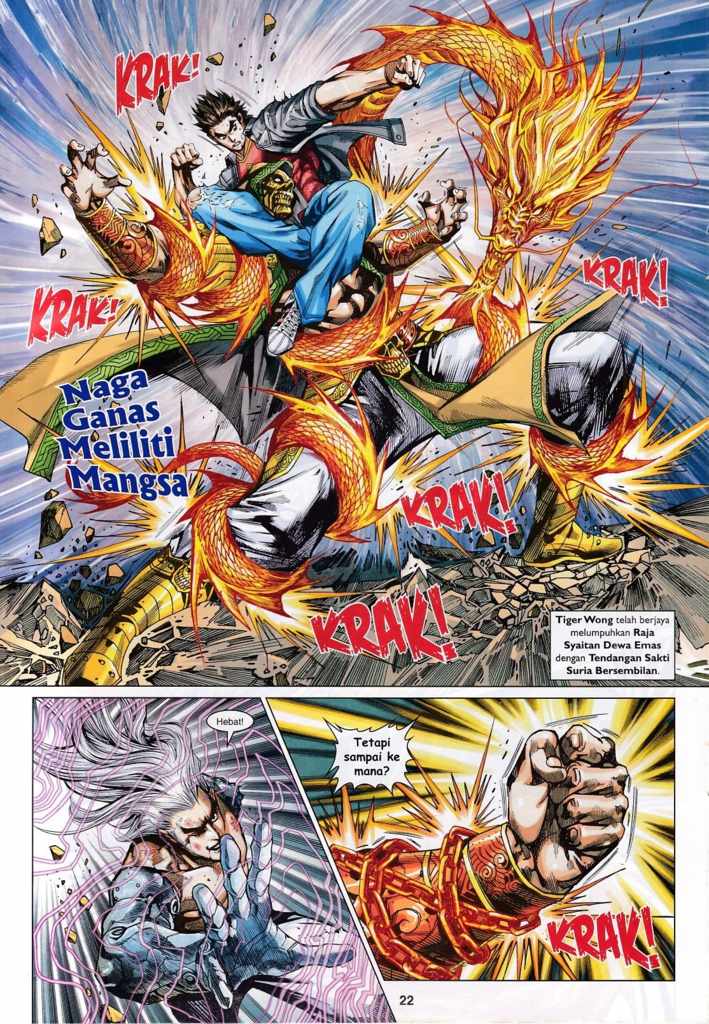 KRAK!
KRAK!
KRAK!
Naga
Ganas
Meliliti
Mangsa
KRAK!
KRAK!
Tiger Wong telah berjaya
melumpuhkan Raja
Syaitan Dewa Emas
dengan Tendangan Sakti
Suria Bersembilan.
Hebat!
Tetapi
sampai ke
mana?
KRAK!
22